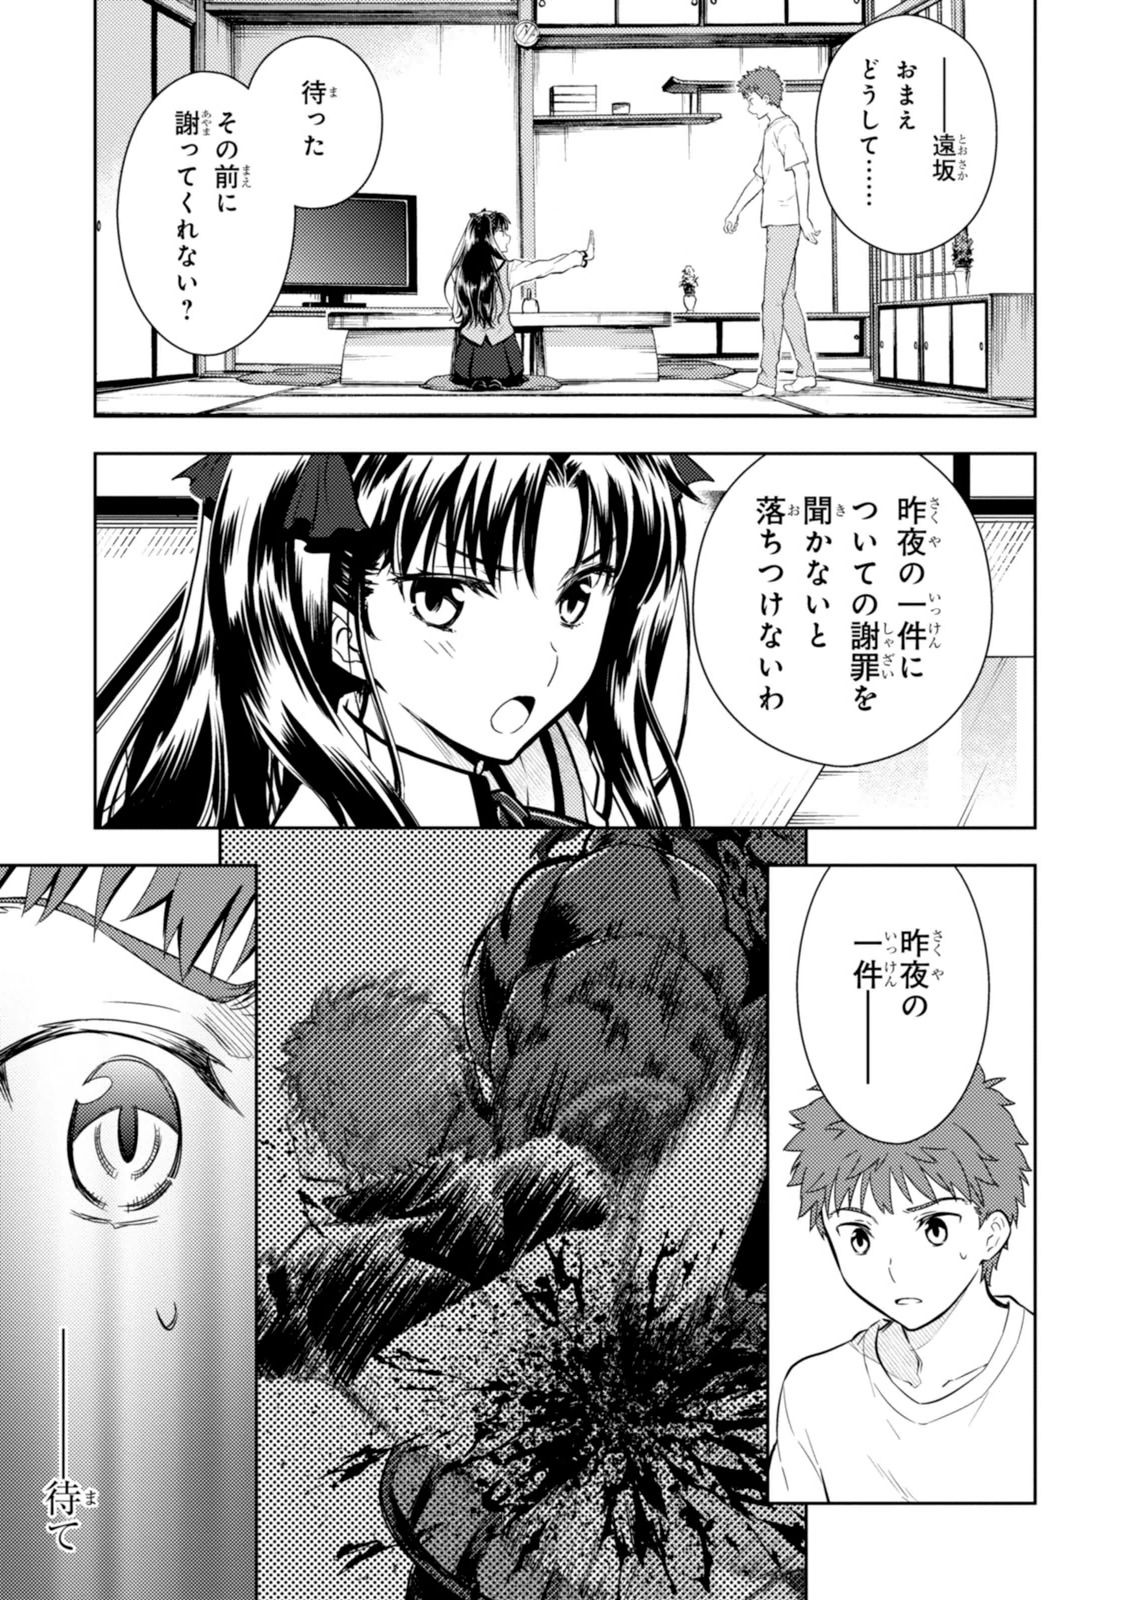 ――遠坂
おまえ
どうして……
待った
その前に
謝ってくれない？
昨夜の一件に
ついての謝罪を
聞かないと
落ちつけないわ
昨夜の
一件――
――待て